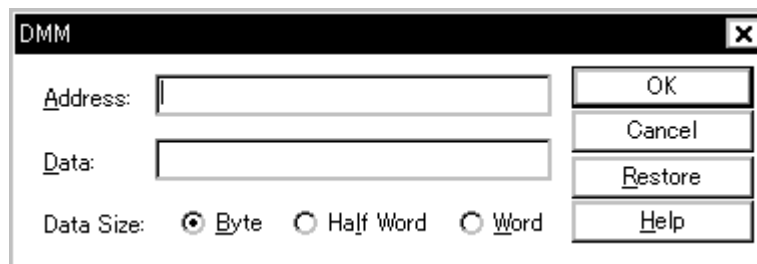 DMM
Address:
OK
Cancel
Data:
Restore
Data Size: Byte Half Word Word
Help